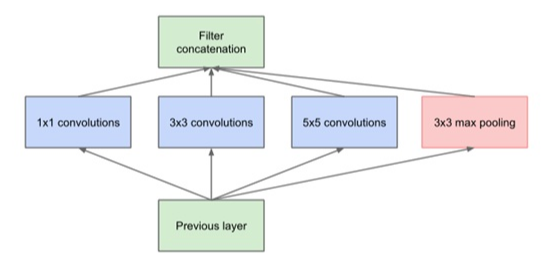 Filter
concatenation
1x1 convolutions
3x3 convolutions
5x5 convolutions
3x3 max pooling
Previous layer